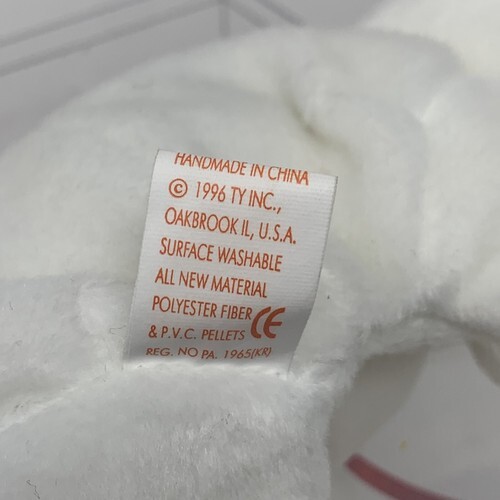 HANDMADE IN CHINA
© 1996 TY INC.,
OAKBROOK IL, U.S.A.
SURFACE WASHABLE
ALL NEW MATERIAL
POLYESTER FIBER
& P.V.C. PELLETS CE
REG. NO PA. 1965(KR)